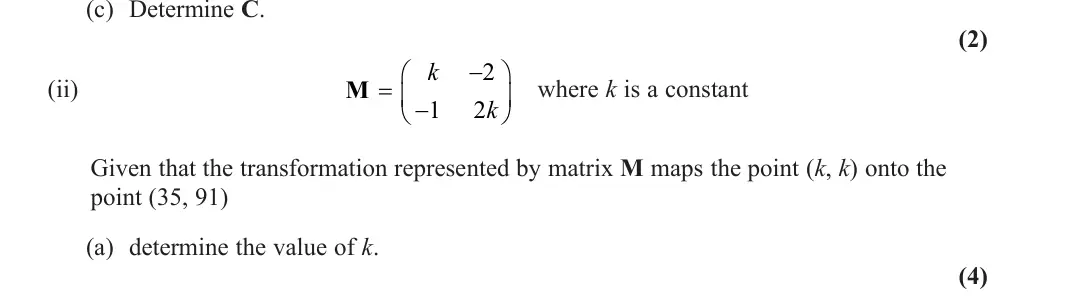 (c) Determine C.
(2)
(ii) M = ( k −2 ) where k is a constant
( −1 2k )
Given that the transformation represented by matrix M maps the point (k, k) onto the
point (35, 91)
(a) determine the value of k.
(4)